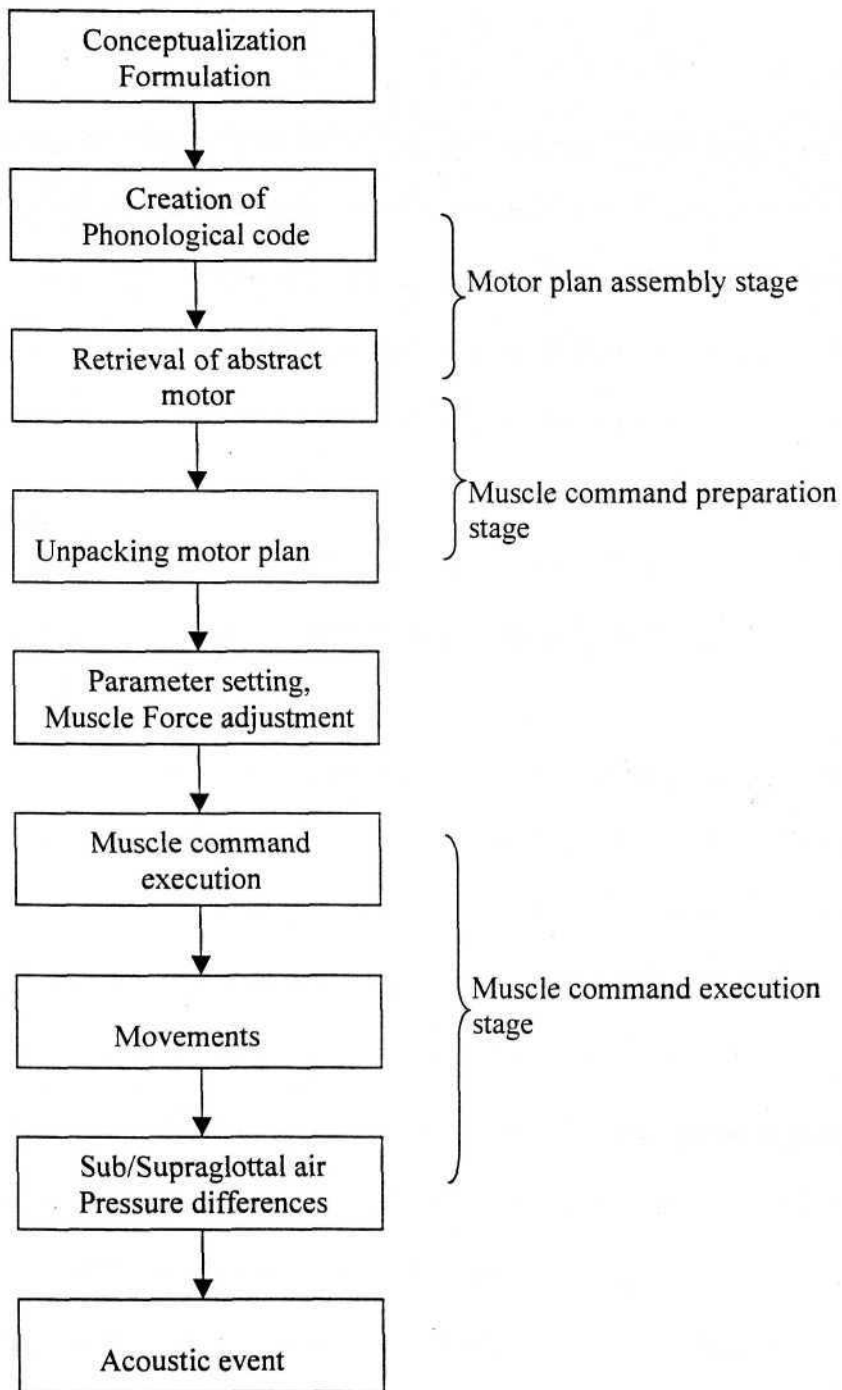 Conceptualization
Formulation
Creation of
Phonological code
Motor plan assembly stage
Retrieval of abstract
motor
Muscle command preparation
stage
Unpacking motor plan
Parameter setting,
Muscle Force adjustment
Muscle command
execution
Muscle command execution
stage
Movements
Sub/Supraglottal air
Pressure differences
Acoustic event